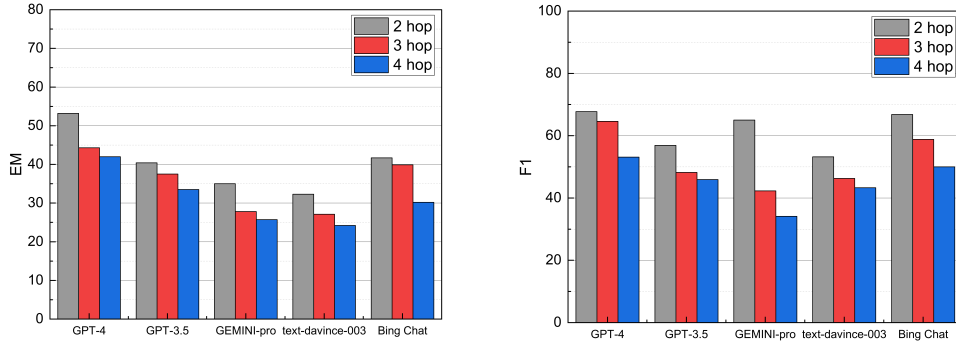 80
70
60
50
40
30
20
10
0
EM
2 hop
3 hop
4 hop
GPT-4 GPT-3.5 GEMINI-pro text-davince-003 Bing Chat
100
80
60
40
20
0
F1
2 hop
3 hop
4 hop
GPT-4 GPT-3.5 GEMINI-pro text-davince-003 Bing Chat